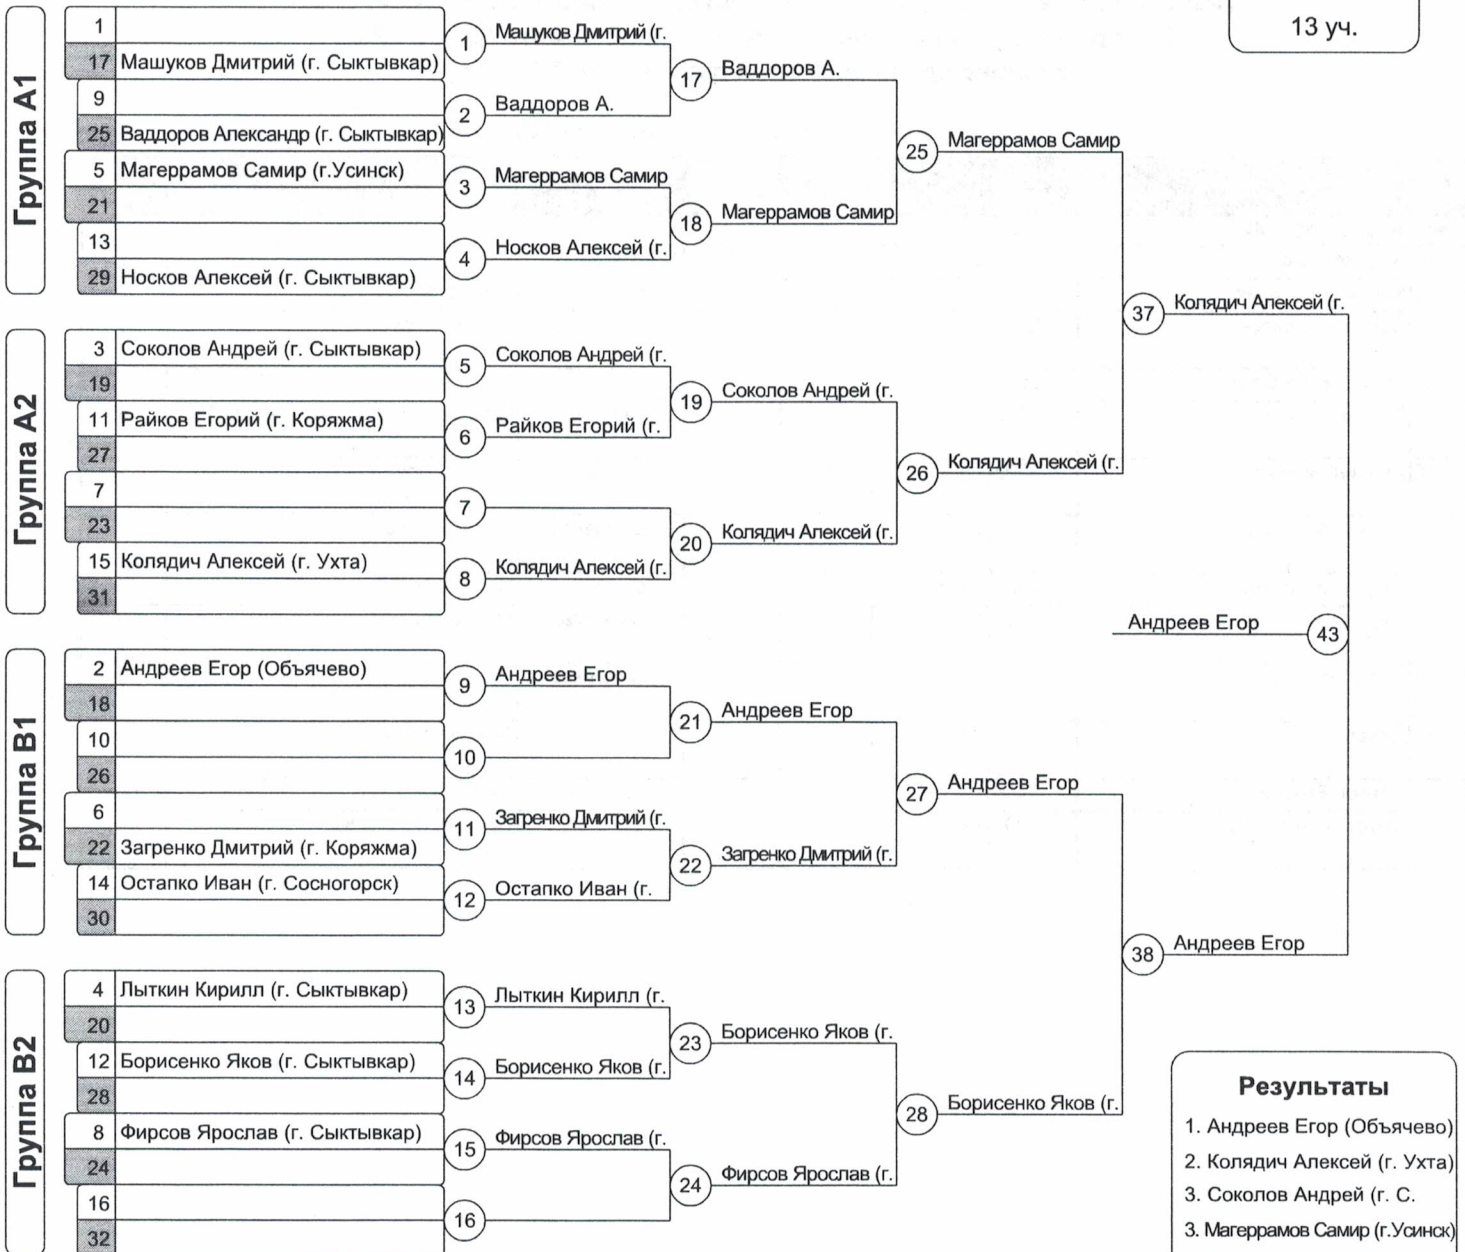 13 уч.
Группа А1
1
17 Машуков Дмитрий (г. Сыктывкар)
9
25 Ваддоров Александр (г. Сыктывкар)
5 Магеррамов Самир (г.Усинск)
21
13
29 Носков Алексей (г. Сыктывкар)
1 Машуков Дмитрий (г.
2 Ваддоров А.
3 Магеррамов Самир
4 Носков Алексей (г.
17 Ваддоров А.
18 Магеррамов Самир
25 Магеррамов Самир
Группа А2
3 Соколов Андрей (г. Сыктывкар)
19
11 Райков Егорий (г. Коряжма)
27
7
23
15 Колядич Алексей (г. Ухта)
31
5 Соколов Андрей (г.
6 Райков Егорий (г.
7
8 Колядич Алексей (г.
19 Соколов Андрей (г.
20 Колядич Алексей (г.
26 Колядич Алексей (г.
37 Колядич Алексей (г.
Андреев Егор 43
Группа В1
2 Андреев Егор (Объячево)
18
10
26
6
22 Загренко Дмитрий (г. Коряжма)
14 Остапко Иван (г. Сосногорск)
30
9 Андреев Егор
10
11 Загренко Дмитрий (г.
12 Остапко Иван (г.
21 Андреев Егор
22 Загренко Дмитрий (г.
27 Андреев Егор
38 Андреев Егор
Группа В2
4 Лыткин Кирилл (г. Сыктывкар)
20
12 Борисенко Яков (г. Сыктывкар)
28
8 Фирсов Ярослав (г. Сыктывкар)
24
16
32
13 Лыткин Кирилл (г.
14 Борисенко Яков (г.
15 Фирсов Ярослав (г.
16
23 Борисенко Яков (г.
24 Фирсов Ярослав (г.
28 Борисенко Яков (г.
Результаты
1. Андреев Егор (Объячево)
2. Колядич Алексей (г. Ухта)
3. Соколов Андрей (г. С.
3. Магеррамов Самир (г.Усинск)